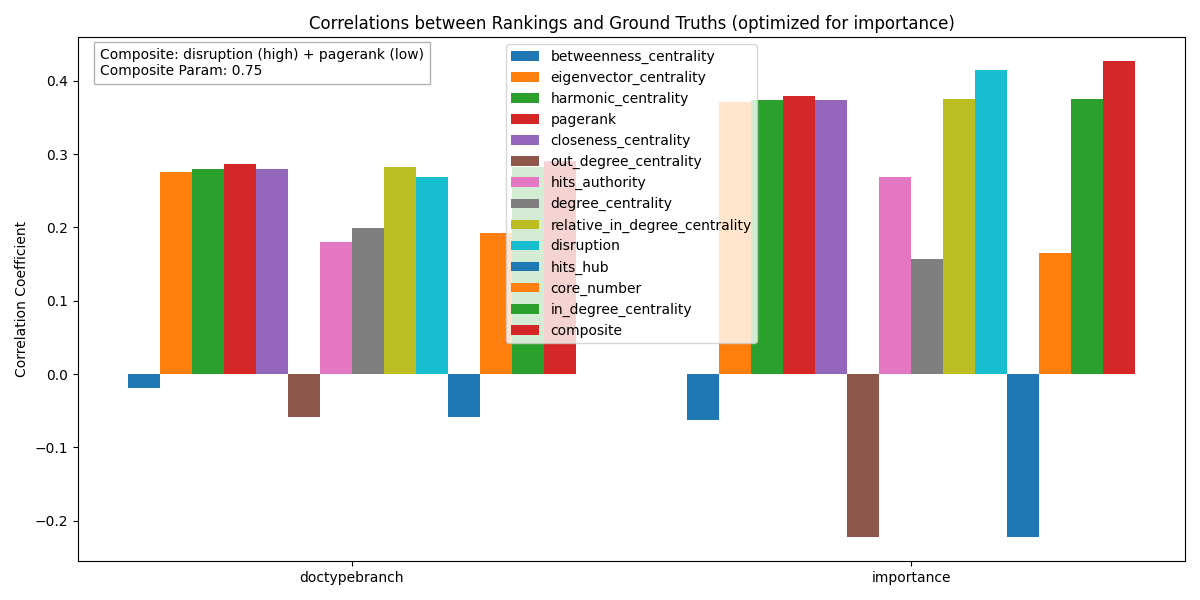 Correlations between Rankings and Ground Truths (optimized for importance)
Composite: disruption (high) + pagerank (low)
Composite Param: 0.75
betweenness_centrality
eigenvector_centrality
harmonic_centrality
pagerank
closeness_centrality
out_degree_centrality
hits_authority
degree_centrality
relative_in_degree_centrality
disruption
hits_hub
core_number
in_degree_centrality
composite
Correlation Coefficient
0.4
0.3
0.2
0.1
0.0
−0.1
−0.2
doctypebranch
importance